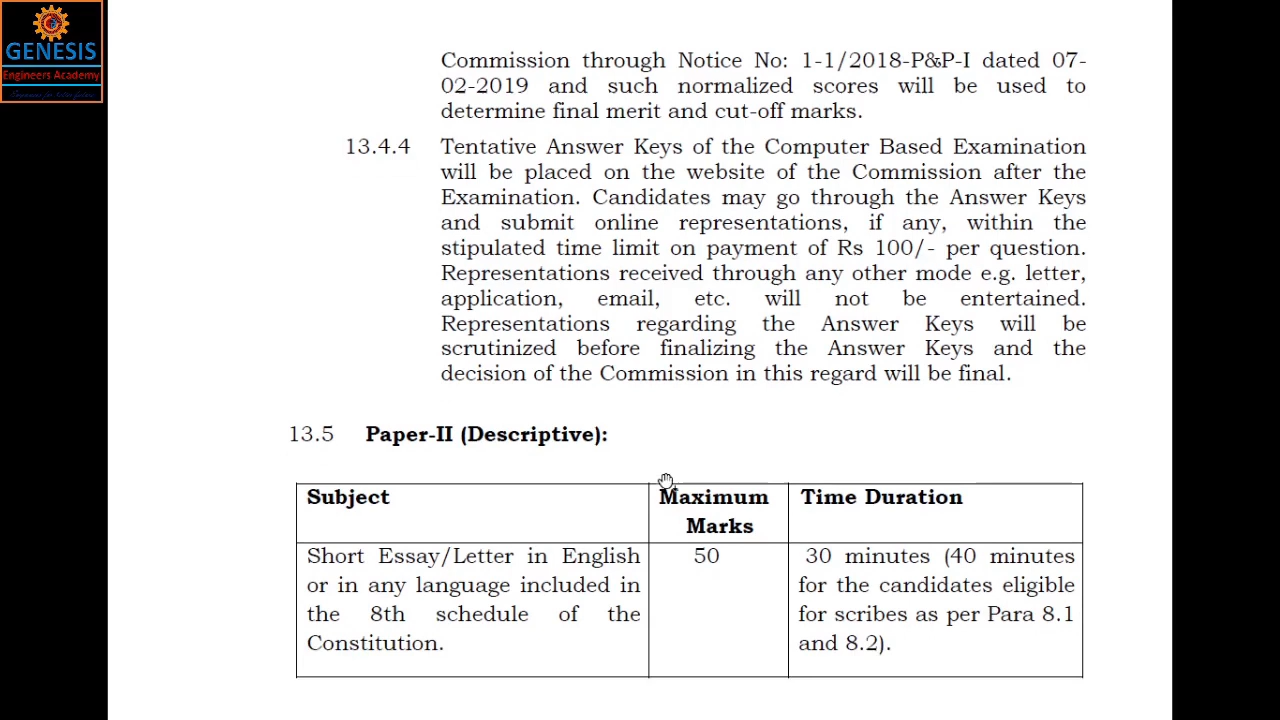 GENESIS
Engineers Academy
Commission through Notice No: 1-1/2018-P&P-I dated 07-
02-2019 and such normalized scores will be used to
determine final merit and cut-off marks.
13.4.4 Tentative Answer Keys of the Computer Based Examination
will be placed on the website of the Commission after the
Examination. Candidates may go through the Answer Keys
and submit online representations, if any, within the
stipulated time limit on payment of Rs 100/- per question.
Representations received through any other mode e.g. letter,
application, email, etc. will not be entertained.
Representations regarding the Answer Keys will be
scrutinized before finalizing the Answer Keys and the
decision of the Commission in this regard will be final.
13.5 Paper-II (Descriptive):
Subject Maximum Time Duration
Marks
Short Essay/Letter in English 50 30 minutes (40 minutes
or in any language included in for the candidates eligible
the 8th schedule of the for scribes as per Para 8.1
Constitution. and 8.2).